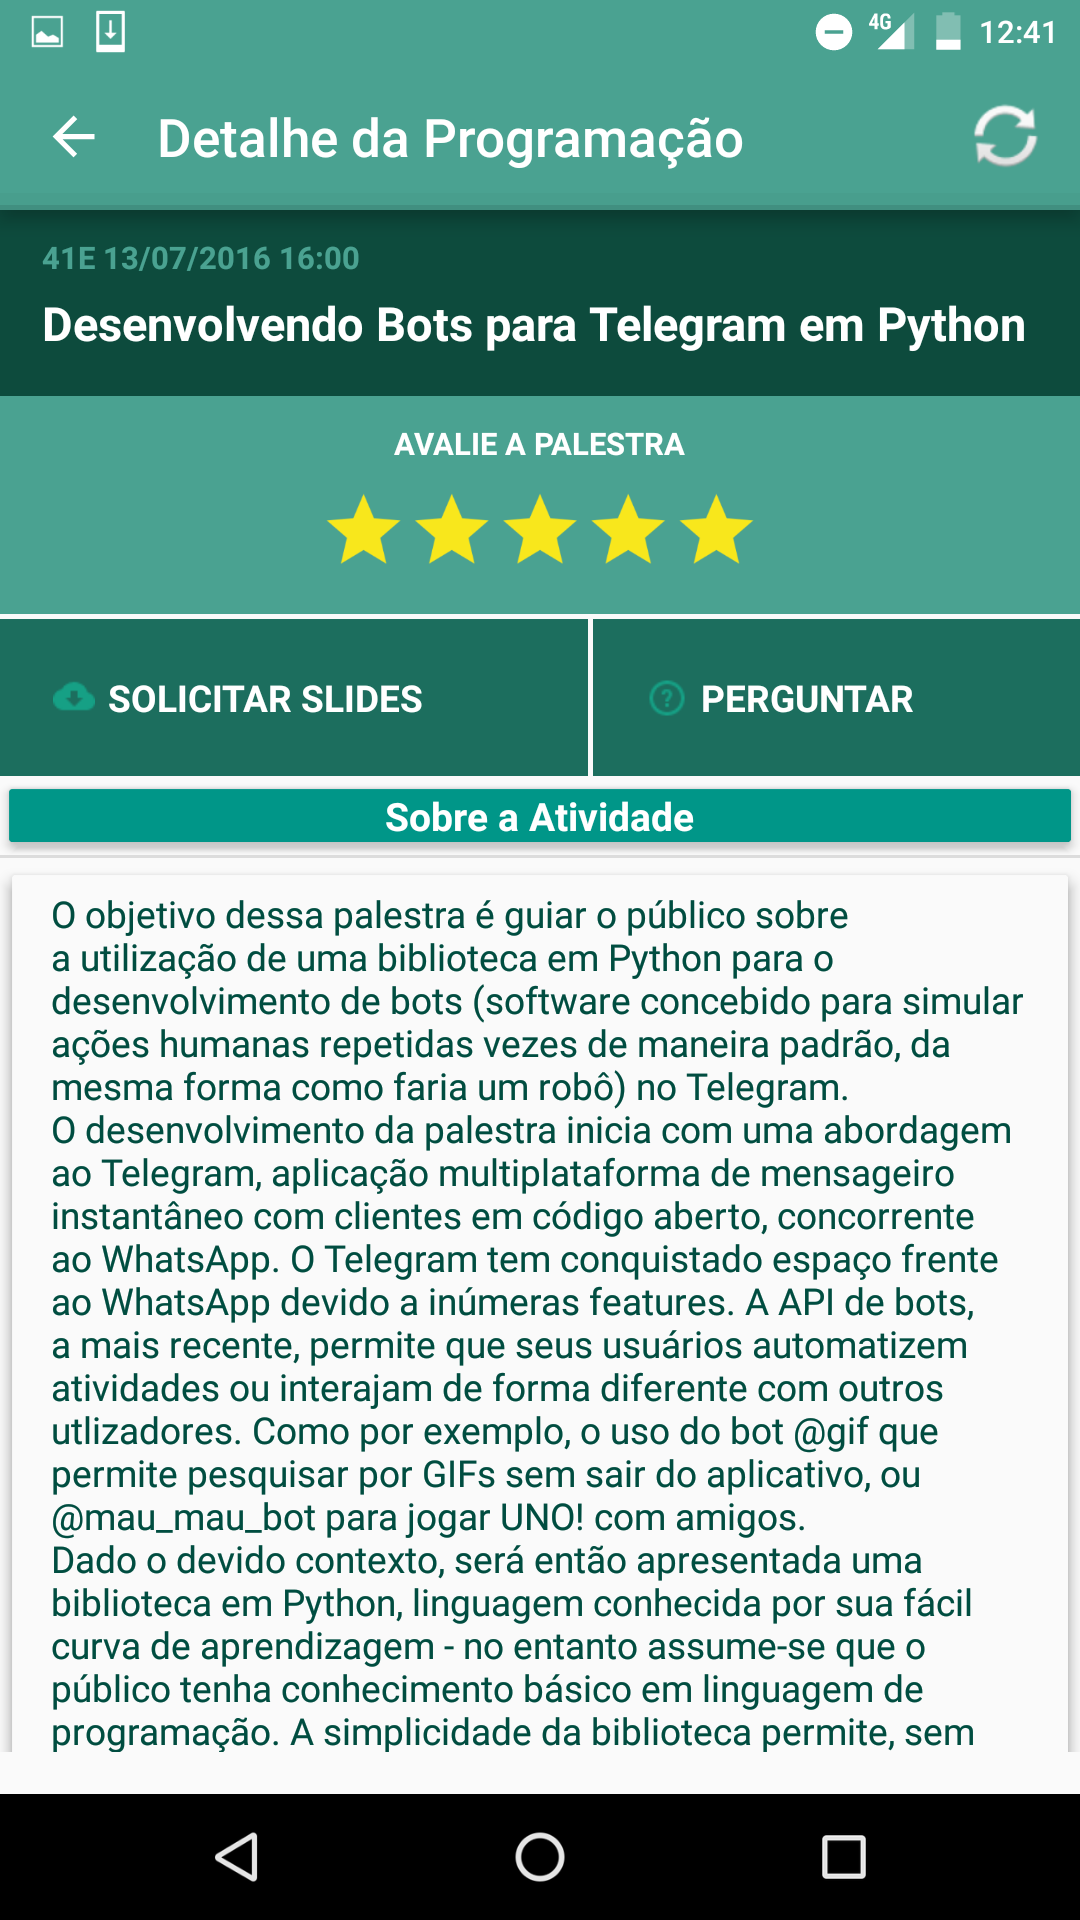 4G 12:41
Detalhe da Programação
41E 13/07/2016 16:00
Desenvolvendo Bots para Telegram em Python
AVALIE A PALESTRA
SOLICITAR SLIDES
? PERGUNTAR
Sobre a Atividade
O objetivo dessa palestra é guiar o público sobre
a utilização de uma biblioteca em Python para o
desenvolvimento de bots (software concebido para simular
ações humanas repetidas vezes de maneira padrão, da
mesma forma como faria um robô) no Telegram.
O desenvolvimento da palestra inicia com uma abordagem
ao Telegram, aplicação multiplataforma de mensageiro
instantâneo com clientes em código aberto, concorrente
ao WhatsApp. O Telegram tem conquistado espaço frente
ao WhatsApp devido a inúmeras features. A API de bots,
a mais recente, permite que seus usuários automatizem
atividades ou interajam de forma diferente com outros
utlizadores. Como por exemplo, o uso do bot @gif que
permite pesquisar por GIFs sem sair do aplicativo, ou
@mau_mau_bot para jogar UNO! com amigos.
Dado o devido contexto, será então apresentada uma
biblioteca em Python, linguagem conhecida por sua fácil
curva de aprendizagem - no entanto assume-se que o
público tenha conhecimento básico em linguagem de
programação. A simplicidade da biblioteca permite, sem